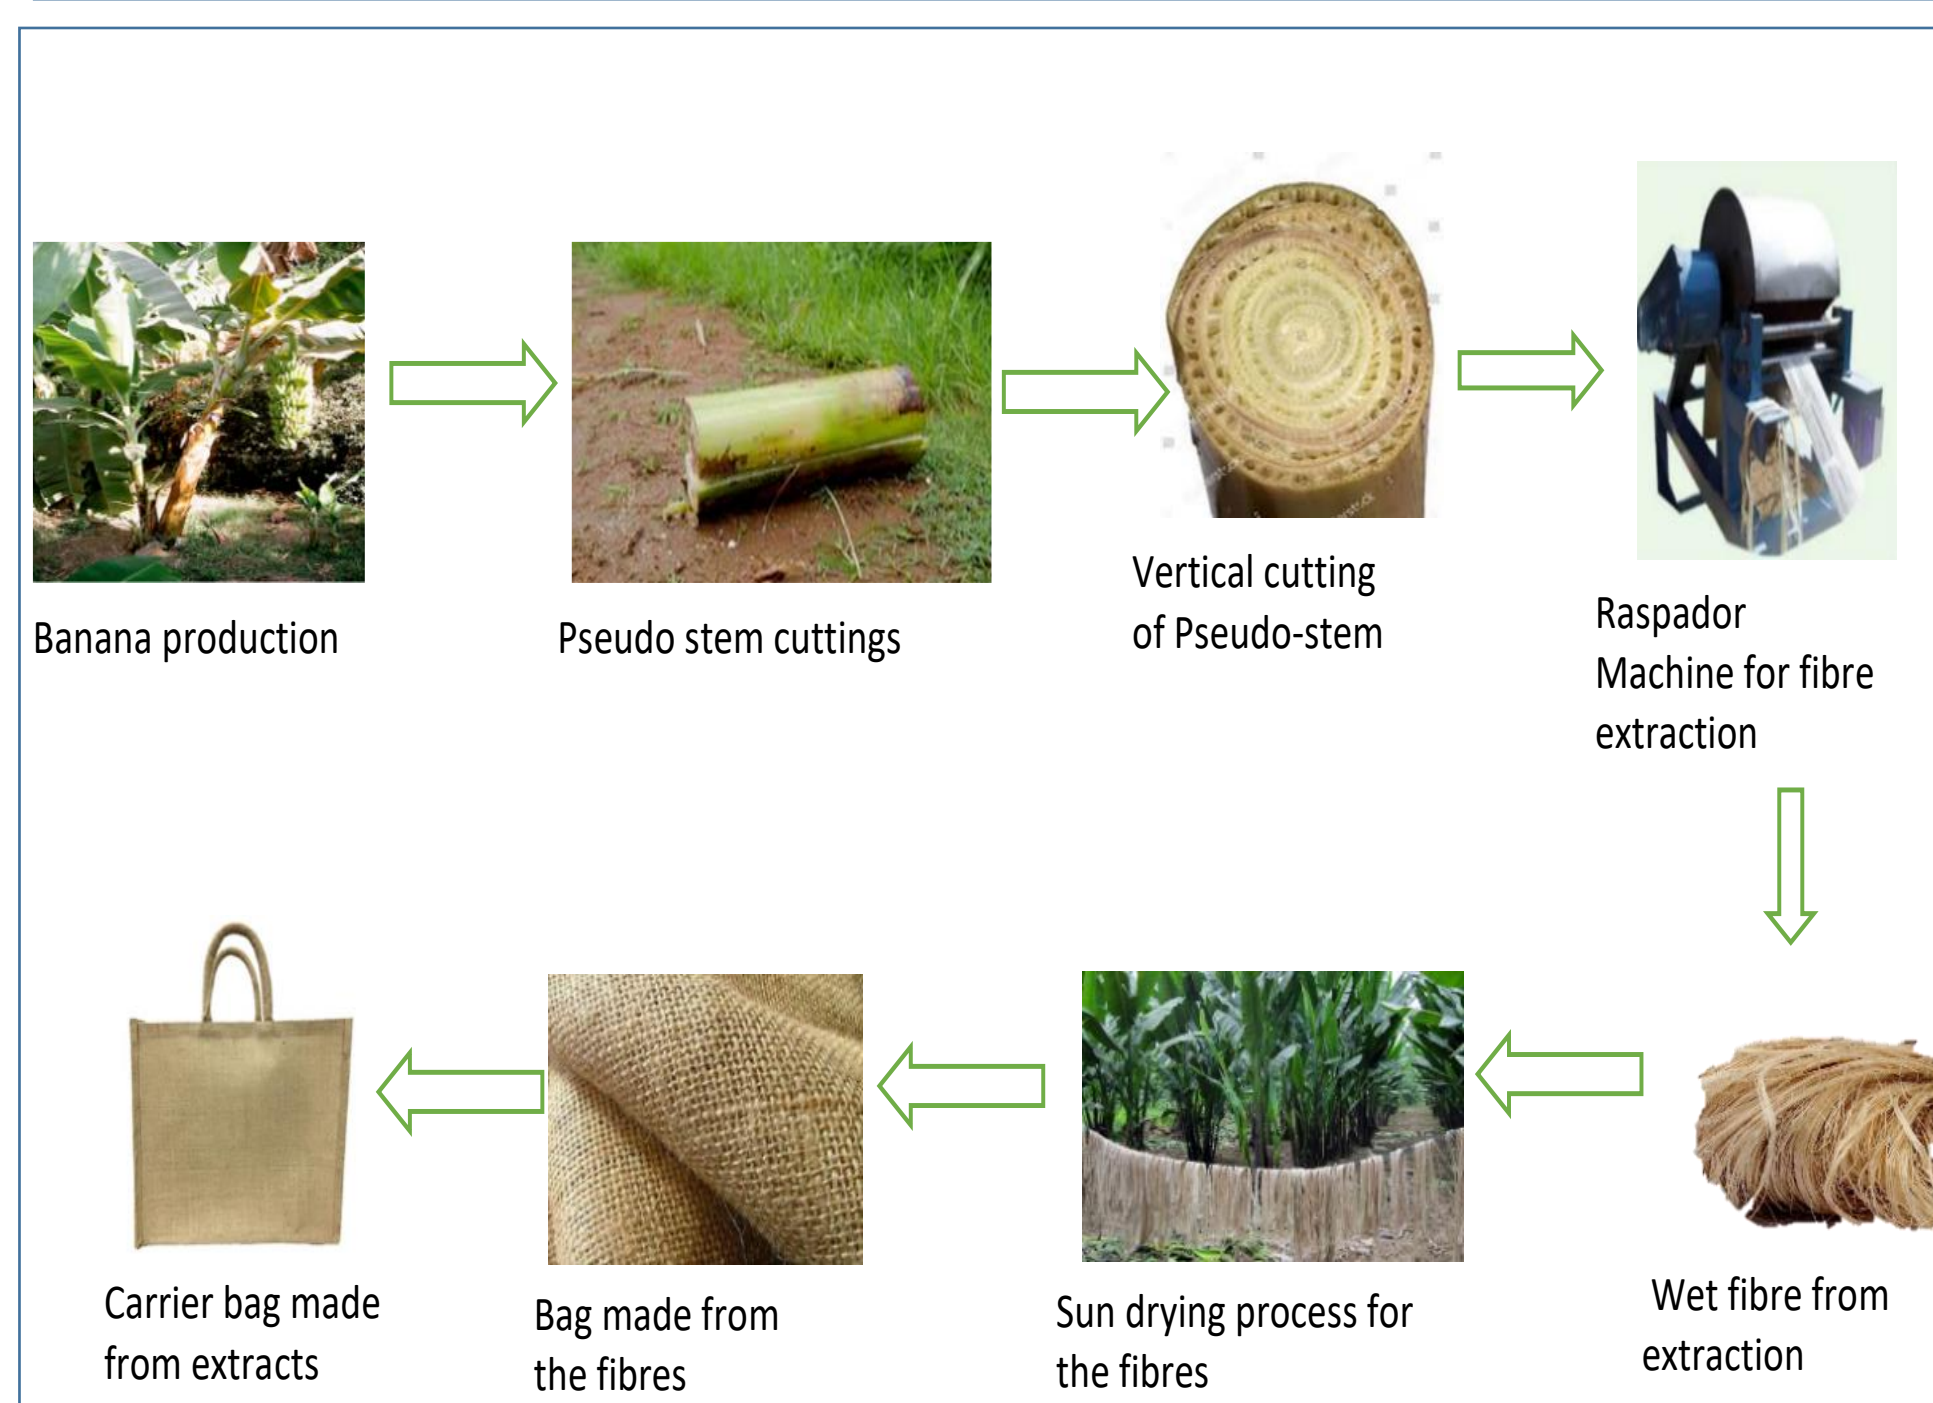 Banana production
Pseudo stem cuttings
Vertical cutting
of Pseudo-stem
Raspador
Machine for fibre
extraction
Carrier bag made
from extracts
Bag made from
the fibres
Sun drying process for
the fibres
Wet fibre from
extraction